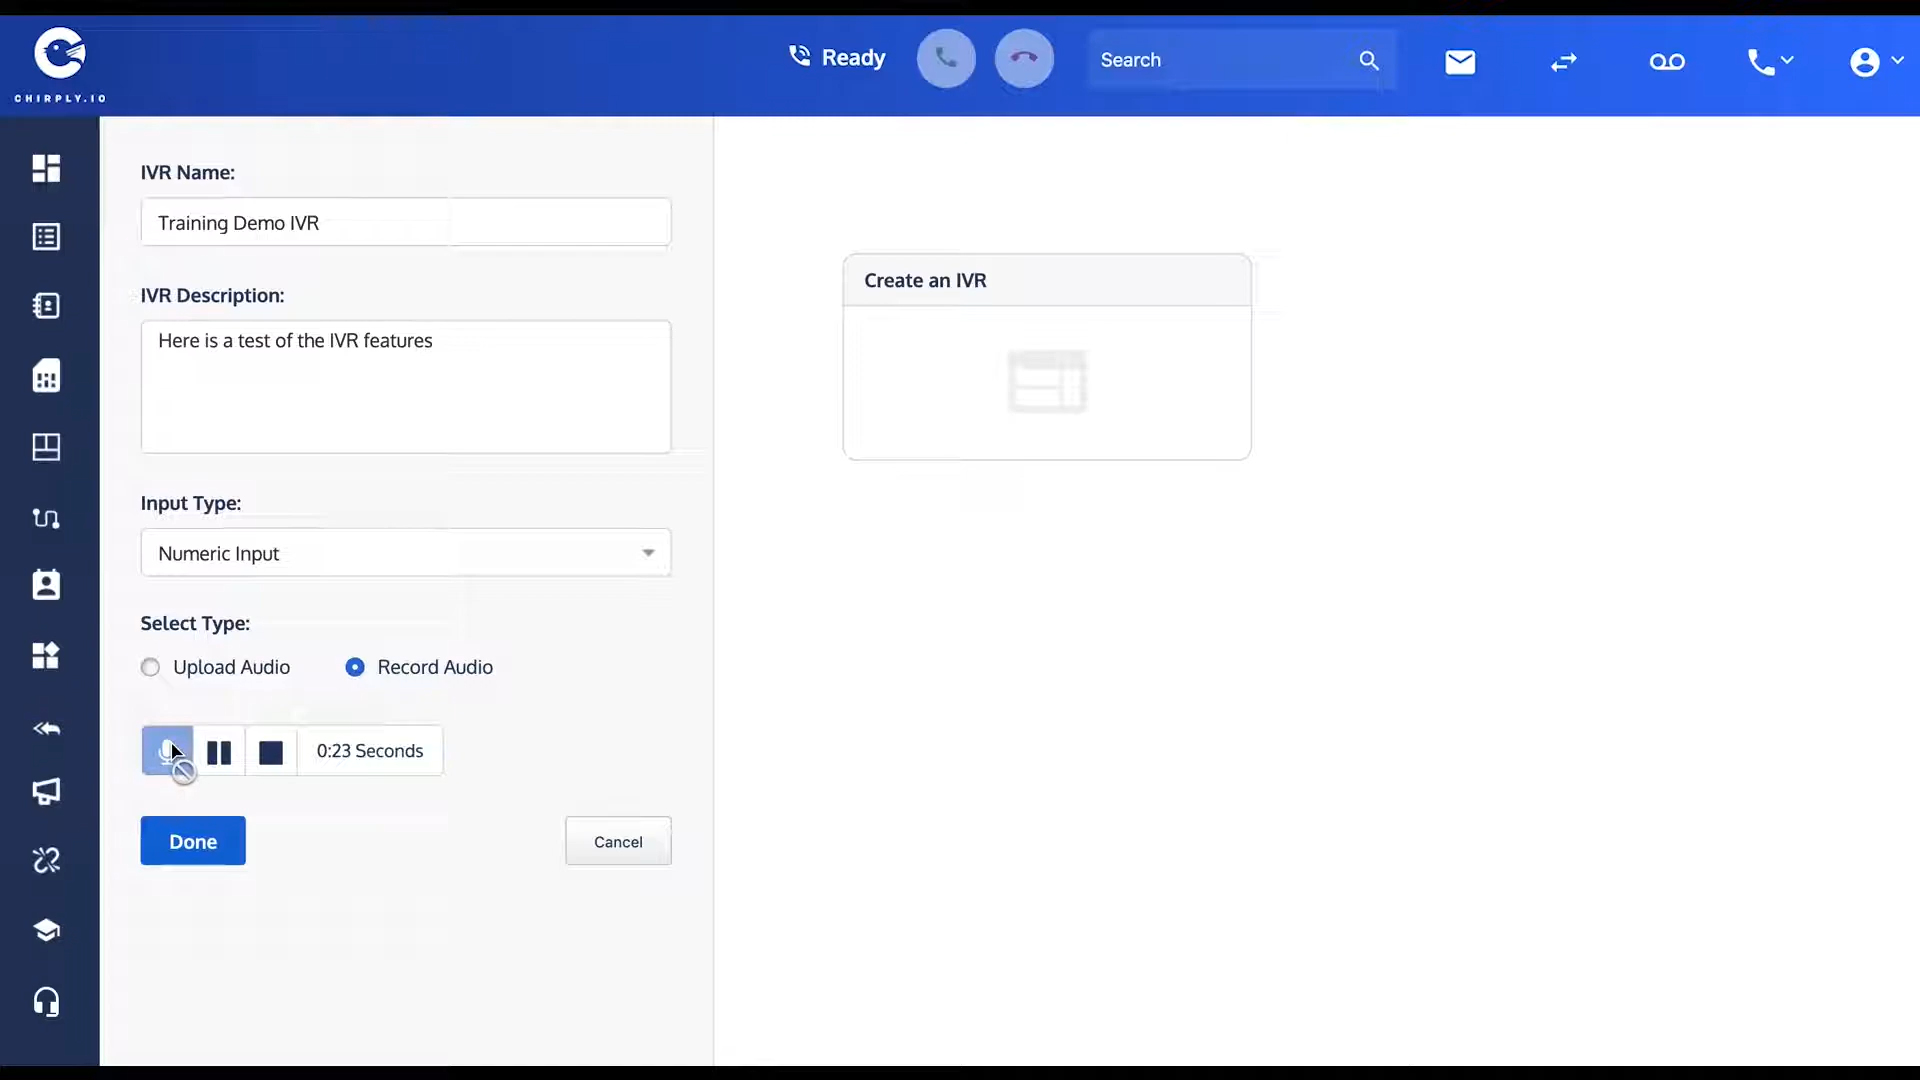 CHIRPLY.IO
Ready
Search
IVR Name:
Training Demo IVR
IVR Description:
Here is a test of the IVR features
Input Type:
Numeric Input
Select Type:
Upload Audio
Record Audio
0:23 Seconds
Done
Cancel
Create an IVR